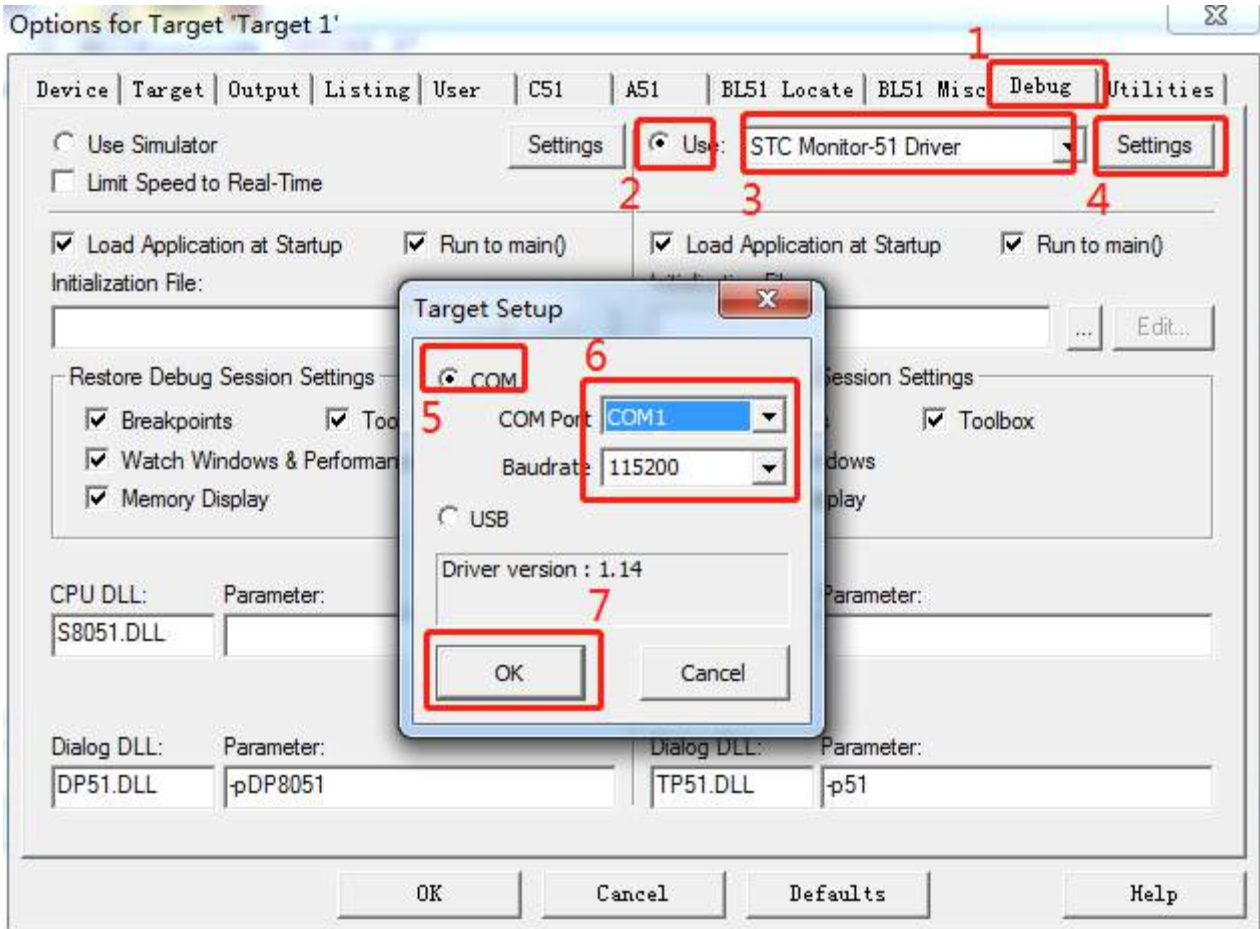 Options for Target 'Target 1'
1
Device Target Output Listing User C51 A51 BL51 Locate BL51 Misc Debug Utilities
Use Simulator Settings Use: STC Monitor-51 Driver Settings
Limit Speed to Real-Time
2 3 4
Load Application at Startup Run to main() Load Application at Startup Run to main()
Initialization File:
Target Setup
... Edit...
6
Restore Debug Session Settings COM Session Settings
5
Breakpoints COM Port COM1 Toolbox
Watch Windows & Baudrate 115200
Memory Display
USB
Driver version : 1.14
CPU DLL: Parameter: 7 Parameter:
S8051.DLL
OK Cancel
Dialog DLL: Parameter: Dialog DLL: Parameter:
DP51.DLL -pDP8051 TP51.DLL -p51
OK Cancel Defaults Help